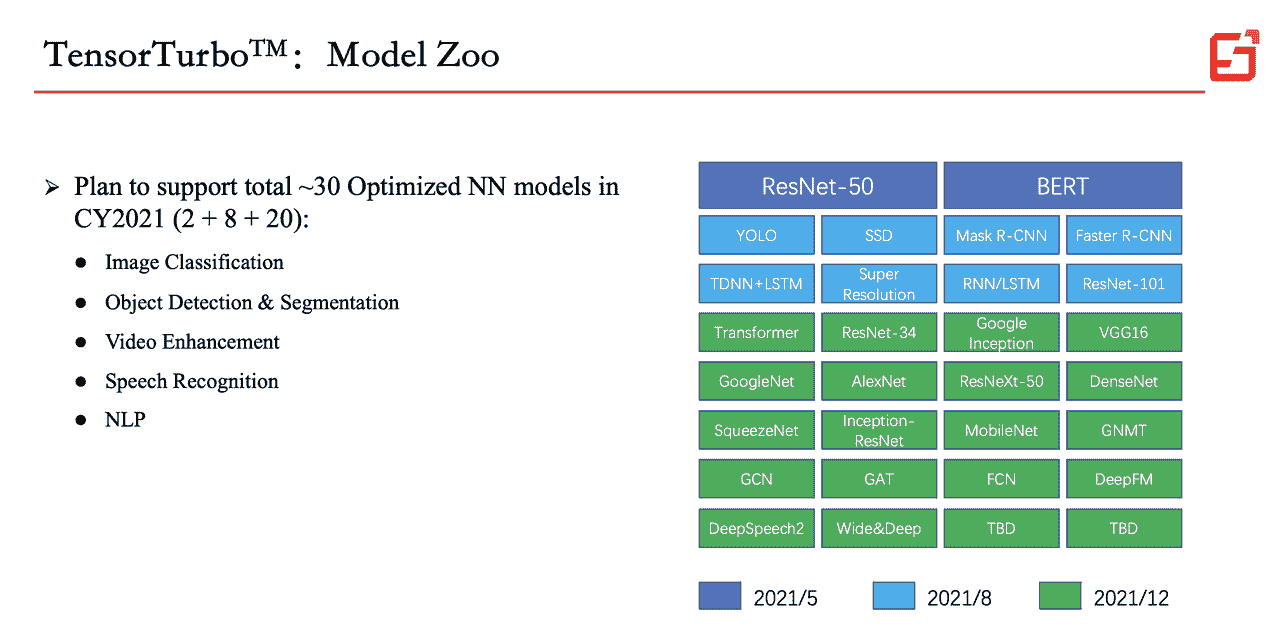 TensorTurbo™： Model Zoo
➢ Plan to support total ~30 Optimized NN models in
CY2021 (2 + 8 + 20):
● Image Classification
● Object Detection & Segmentation
● Video Enhancement
● Speech Recognition
● NLP
ResNet-50 BERT
YOLO SSD Mask R-CNN Faster R-CNN
TDNN+LSTM Super Resolution RNN/LSTM ResNet-101
Transformer ResNet-34 Google Inception VGG16
GoogleNet AlexNet ResNeXt-50 DenseNet
SqueezeNet Inception-ResNet MobileNet GNMT
GCN GAT FCN DeepFM
DeepSpeech2 Wide&Deep TBD TBD
2021/5 2021/8 2021/12